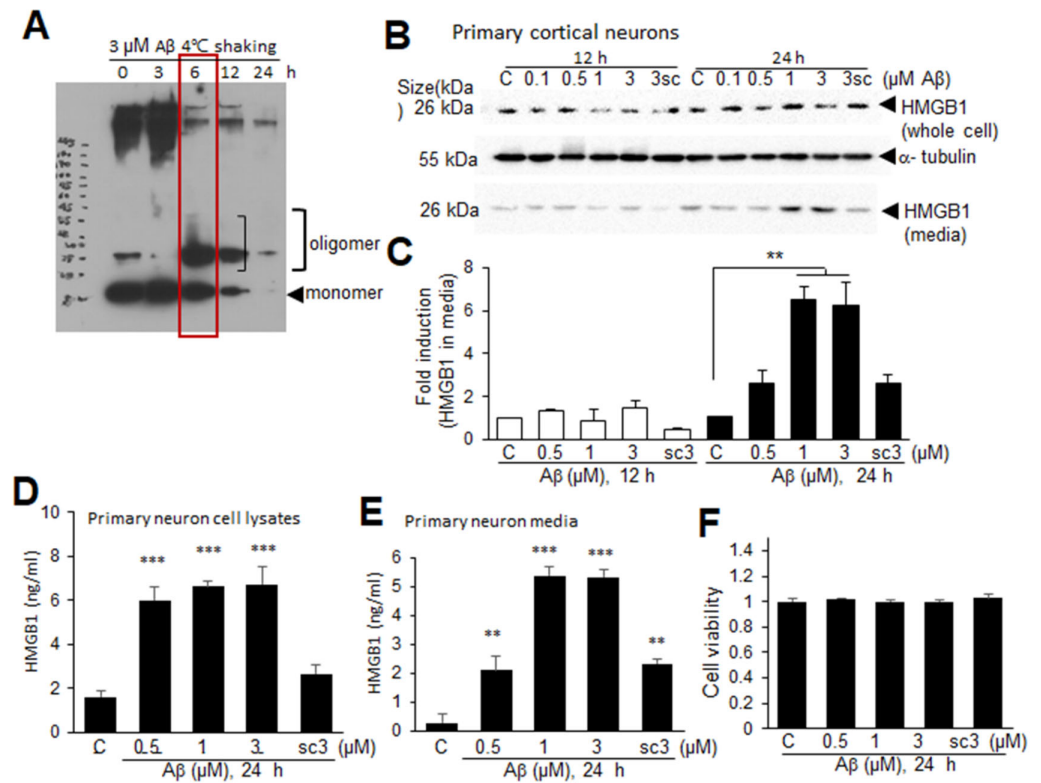 A
3 µM Aβ 4℃ shaking
0 3 6 12 24 h
oligomer
monomer
B Primary cortical neurons
12 h 24 h
C 0.1 0.5 1 3 3sc C 0.1 0.5 1 3 3sc (µM Aβ)
Size(kDa
) 26 kDa HMGB1
(whole cell)
55 kDa α- tubulin
26 kDa HMGB1
(media)
C
Fold induction
(HMGB1 in media)
8
6
4
2
0
**
C 0.5 1 3 sc3 C 0.5 1 3 sc3 (µM)
Aβ (µM), 12 h Aβ (µM), 24 h
D
Primary neuron cell lysates
HMGB1 (ng/ml)
10
8
6
4
2
0
*** *** ***
C 0.5 1 3 sc3 (µM)
Aβ (µM), 24 h
E
Primary neuron media
HMGB1 (ng/ml)
6
5
4
3
2
1
0
** *** *** **
C 0.5 1 3 sc3 (µM)
Aβ (µM), 24 h
F
Cell viability
1.4
1.2
1
0.8
0.6
0.4
0.2
0
C 0.5 1 3 sc3 (µM)
Aβ (µM), 24 h